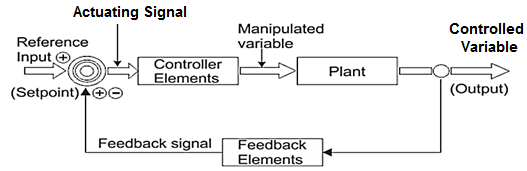 Actuating Signal
Reference
Input +
(Setpoint) + −
Controller
Elements
Manipulated
variable
Plant
Controlled
Variable
(Output)
Feedback signal
Feedback
Elements